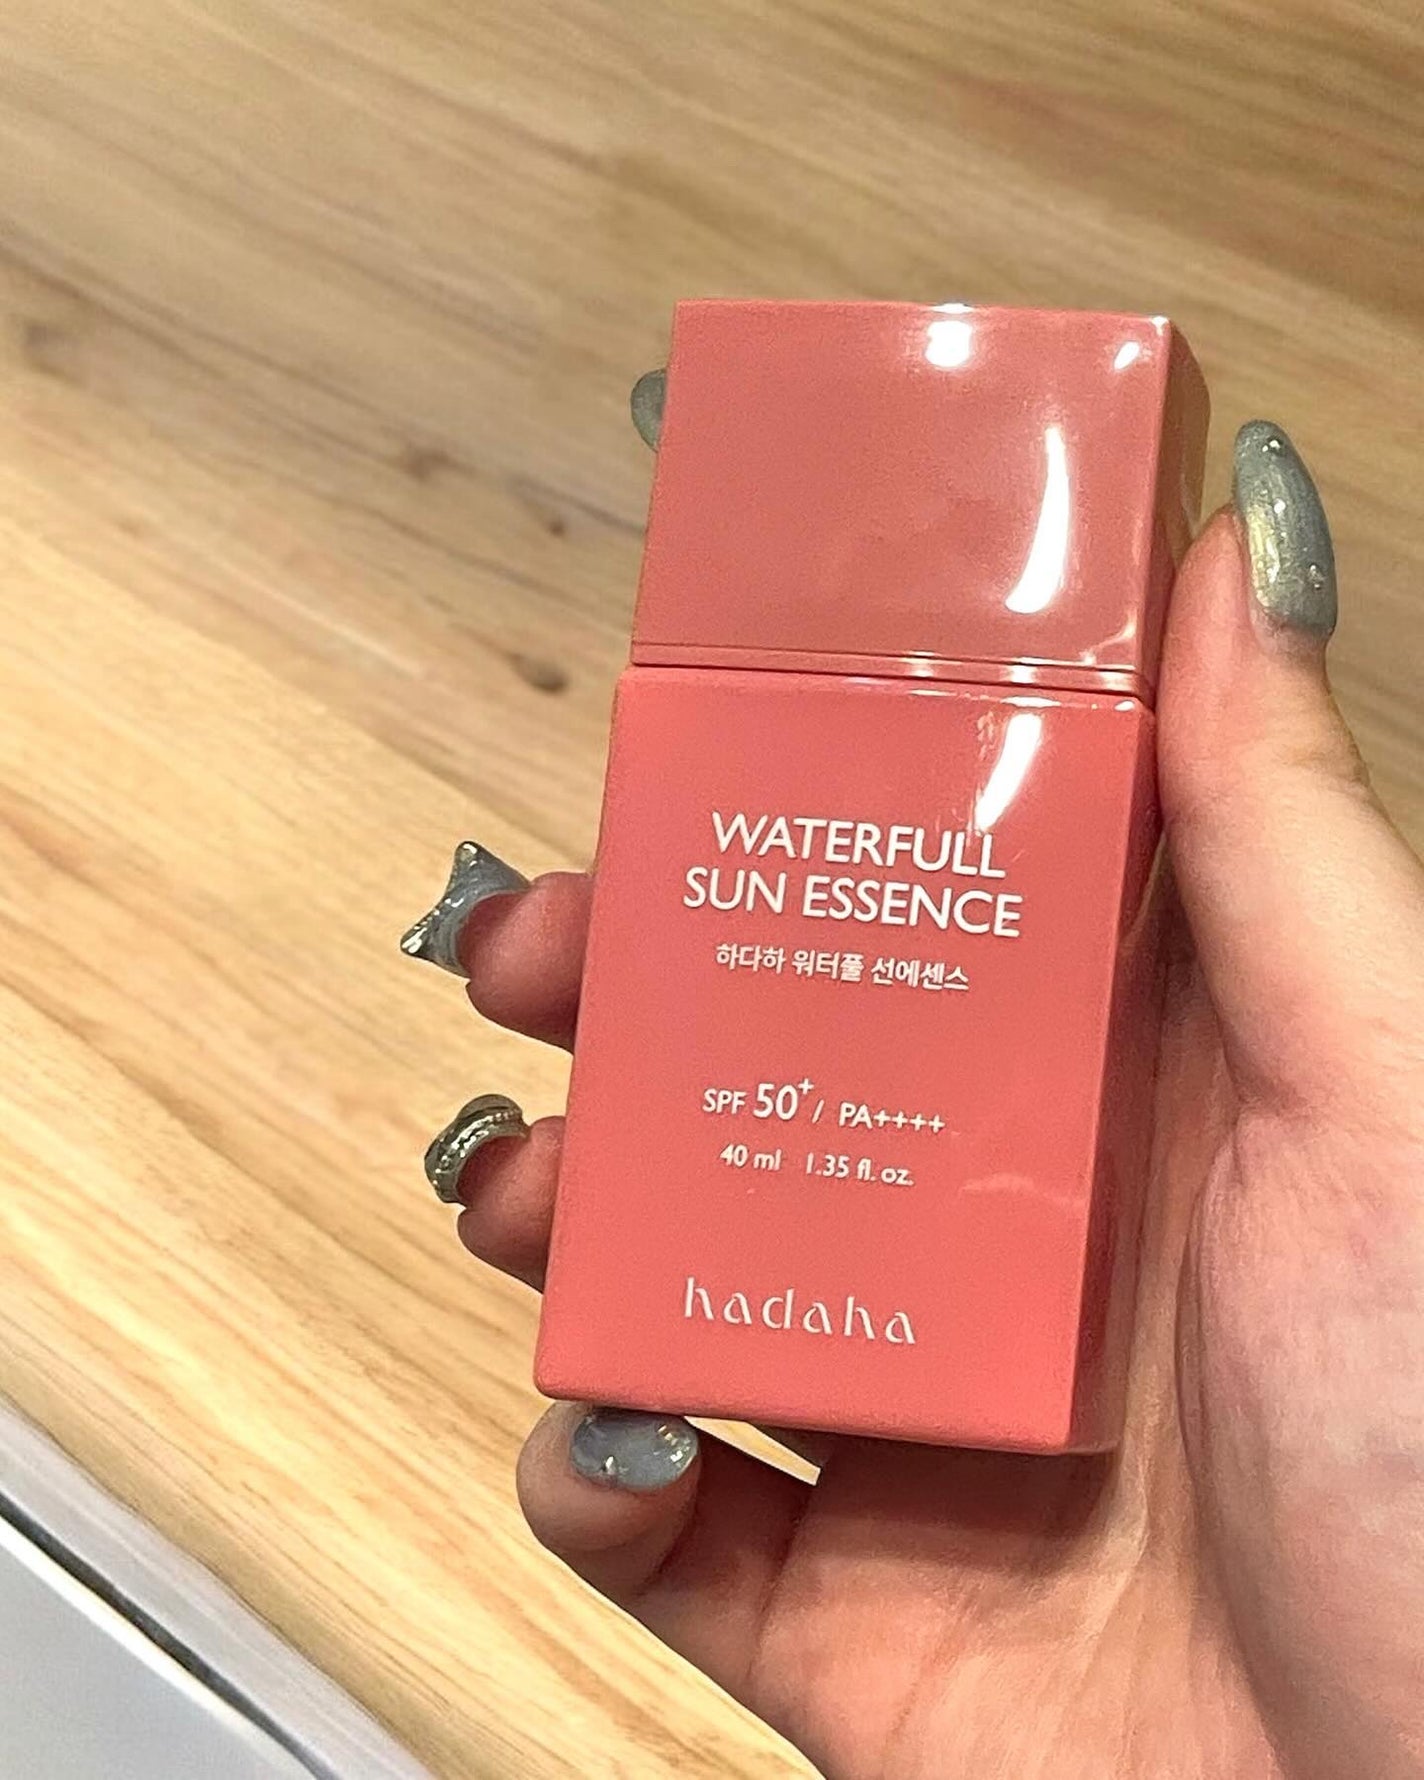 WATERFULL
SUN ESSENCE
하다하 워터풀 선에센스
SPF 50+/ PA++++
40 ml 1.35 fl. oz.
hadaha